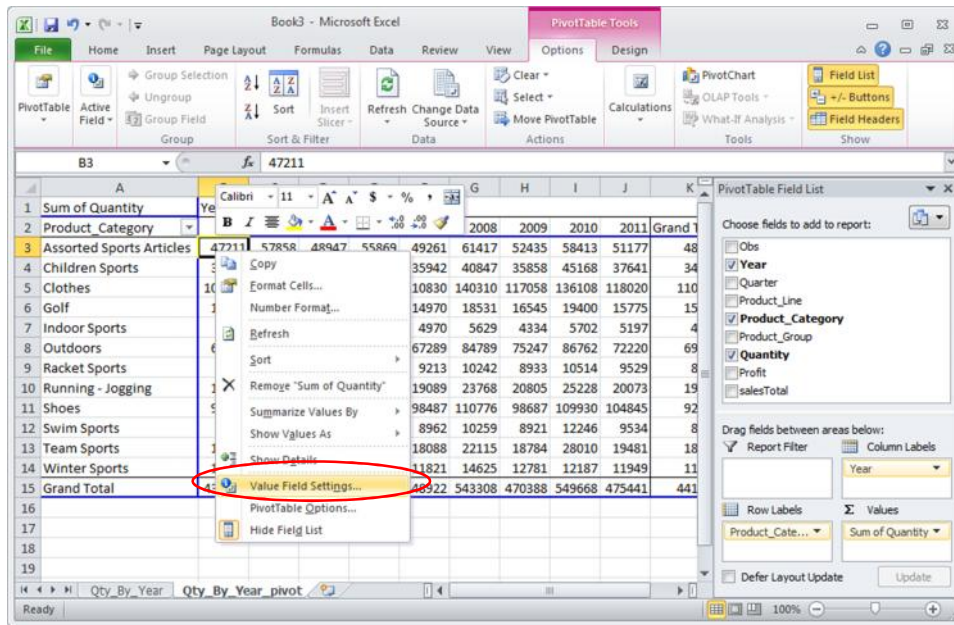 Book3 - Microsoft Excel
PivotTable Tools
File Home Insert Page Layout Formulas Data Review View Options Design
PivotTable
Active Field
Group Selection
Ungroup
Group Field
Group
Sort
Insert Slicer
Sort & Filter
Refresh
Change Data Source
Data
Clear
Select
Move PivotTable
Actions
Calculations
PivotChart
OLAP Tools
What-If Analysis
Tools
Field List
+/- Buttons
Field Headers
Show
B3 fx 47211
A G H I J K
Calibri 11 A A $ % ,
B I A
1 Sum of Quantity Ye
2 Product_Category 2008 2009 2010 2011 Grand T
3 Assorted Sports Articles 47211 57858 48947 55869 49261 61417 52435 58413 51177 48
4 Children Sports 35942 40847 35858 45168 37641 34
5 Clothes 10 10830 140310 117058 136108 118020 110
6 Golf 1 14970 18531 16545 19400 15775 15
7 Indoor Sports 4970 5629 4334 5702 5197 4
8 Outdoors 6 67289 84789 75247 86762 72220 69
9 Racket Sports 9213 10242 8933 10514 9529 8
10 Running - Jogging 1 19089 23768 20805 25228 20073 19
11 Shoes 9 98487 110776 98687 109930 104845 92
12 Swim Sports 8962 10259 8921 12246 9534 8
13 Team Sports 1 18088 22115 18784 28010 19481 18
14 Winter Sports 1 11821 14625 12781 12187 11949 11
15 Grand Total 43 48922 543308 470388 549668 475441 441
16
17
18
19
Copy
Format Cells...
Number Format...
Refresh
Sort
Remove "Sum of Quantity"
Summarize Values By
Show Values As
Show Details
Value Field Settings...
PivotTable Options...
Hide Field List
PivotTable Field List
Choose fields to add to report:
Obs
Year
Quarter
Product_Line
Product_Category
Product_Group
Quantity
Profit
salesTotal
Drag fields between areas below:
Report Filter Column Labels
Year
Row Labels Σ Values
Product_Cate... Sum of Quantity
Defer Layout Update Update
Qty_By_Year Qty_By_Year_pivot
Ready 100%